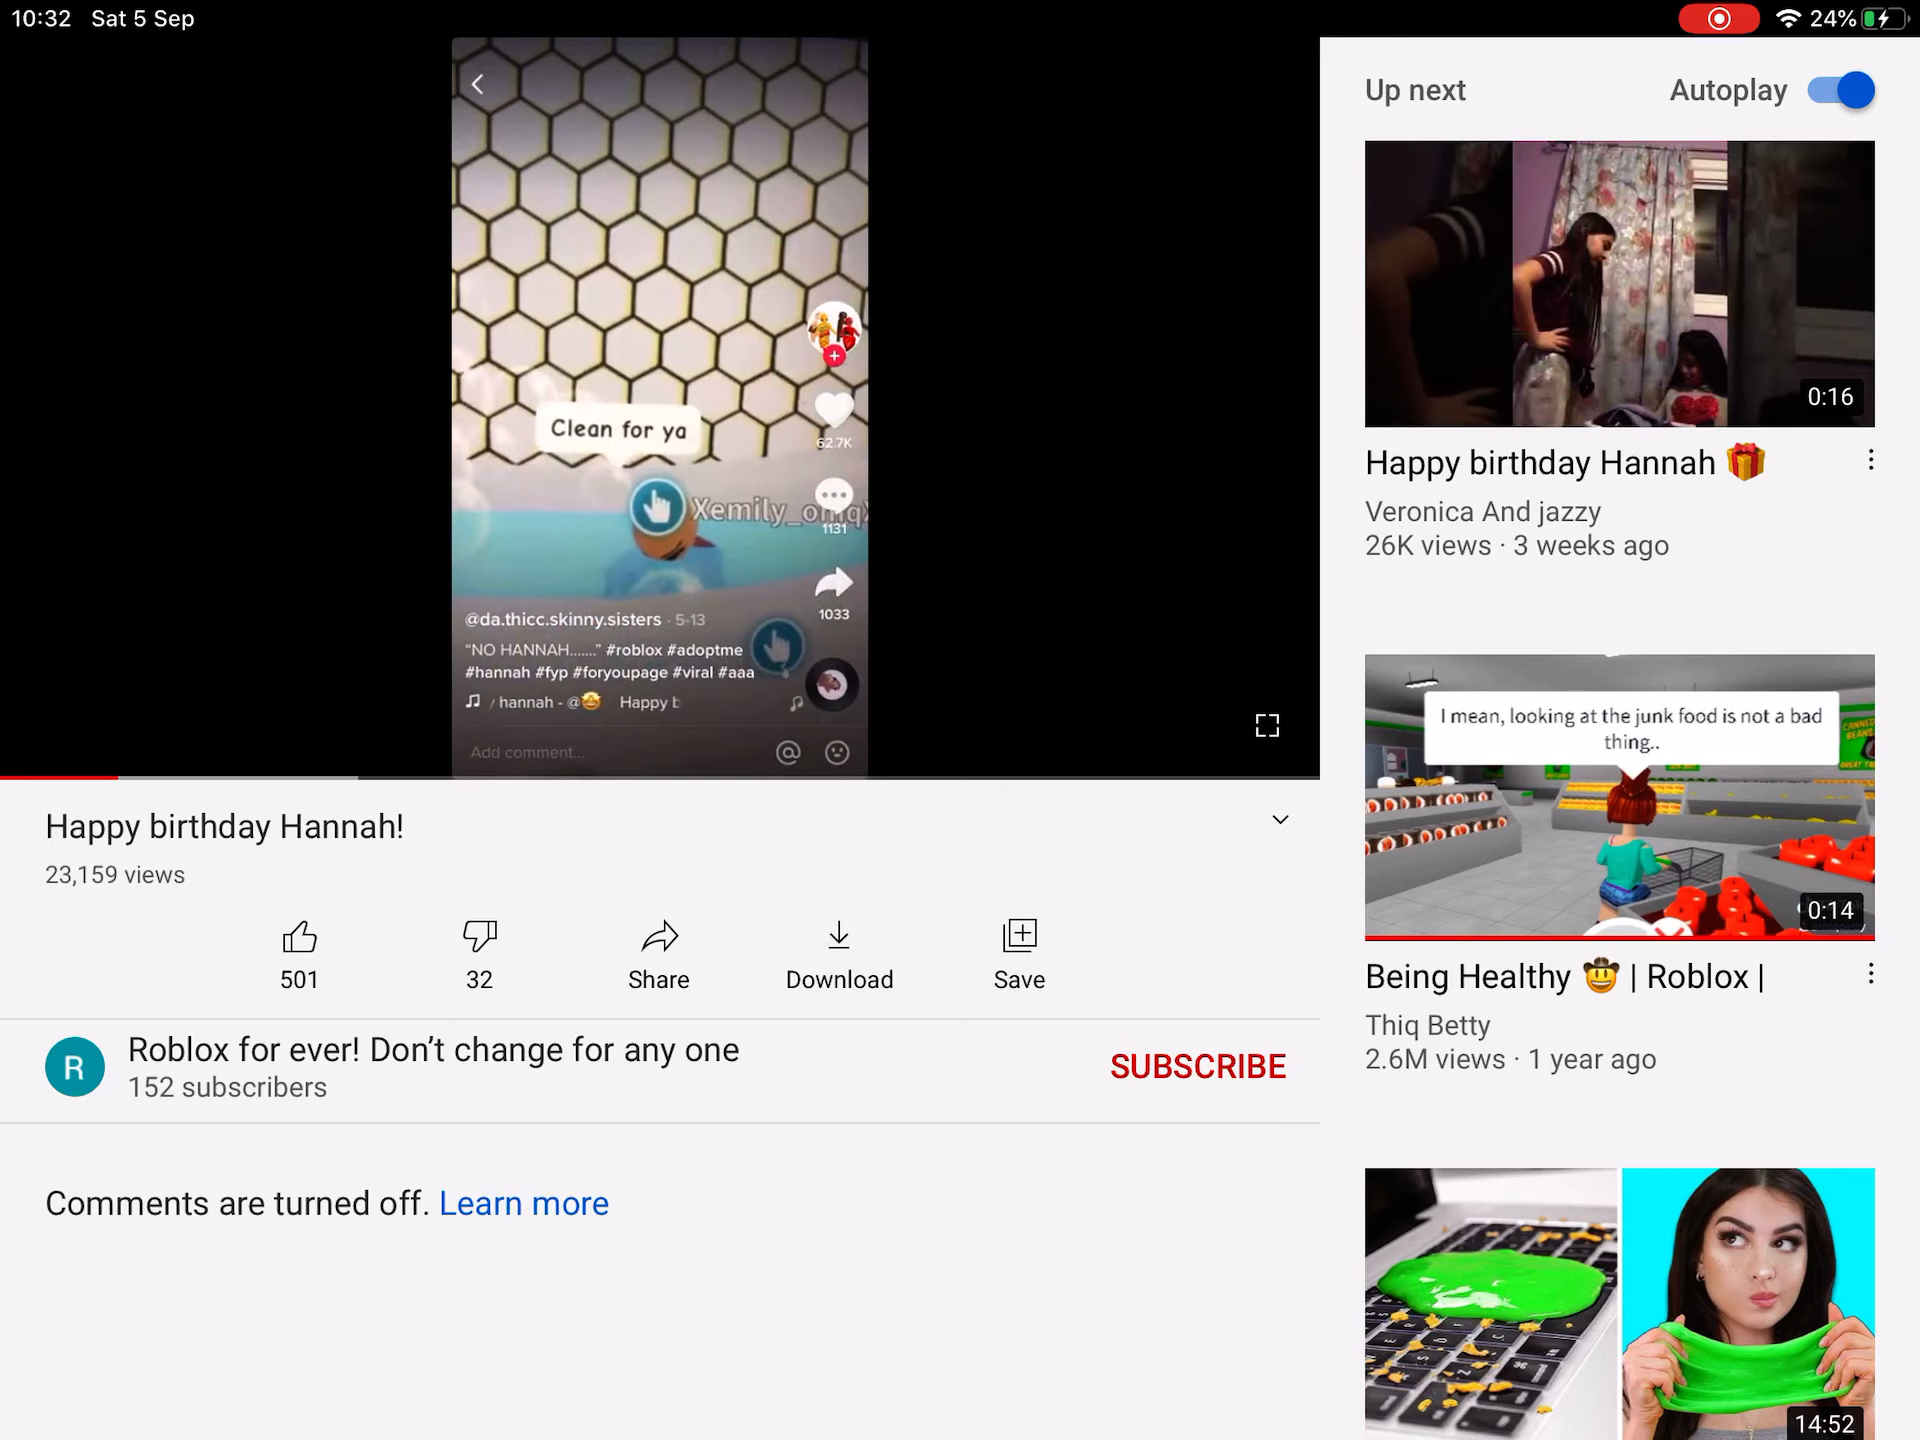 10:32 Sat 5 Sep
24%
Clean for ya
62.7K
1131
1033
@da.thicc.skinny.sisters · 5-13
“NO HANNAH.......” #roblox #adoptme
#hannah #fyp #foryoupage #viral #aaa
hannah - @🤩 Happy b
Add comment...
Happy birthday Hannah!
23,159 views
501
32
Share
Download
Save
R
Roblox for ever! Don’t change for any one
152 subscribers
SUBSCRIBE
Comments are turned off. Learn more
Up next
Autoplay
0:16
Happy birthday Hannah 🎁
Veronica And jazzy
26K views · 3 weeks ago
I mean, looking at the junk food is not a bad
thing..
CANNED
BEANS
0:14
Being Healthy 🤠 | Roblox |
Thiq Betty
2.6M views · 1 year ago
14:52